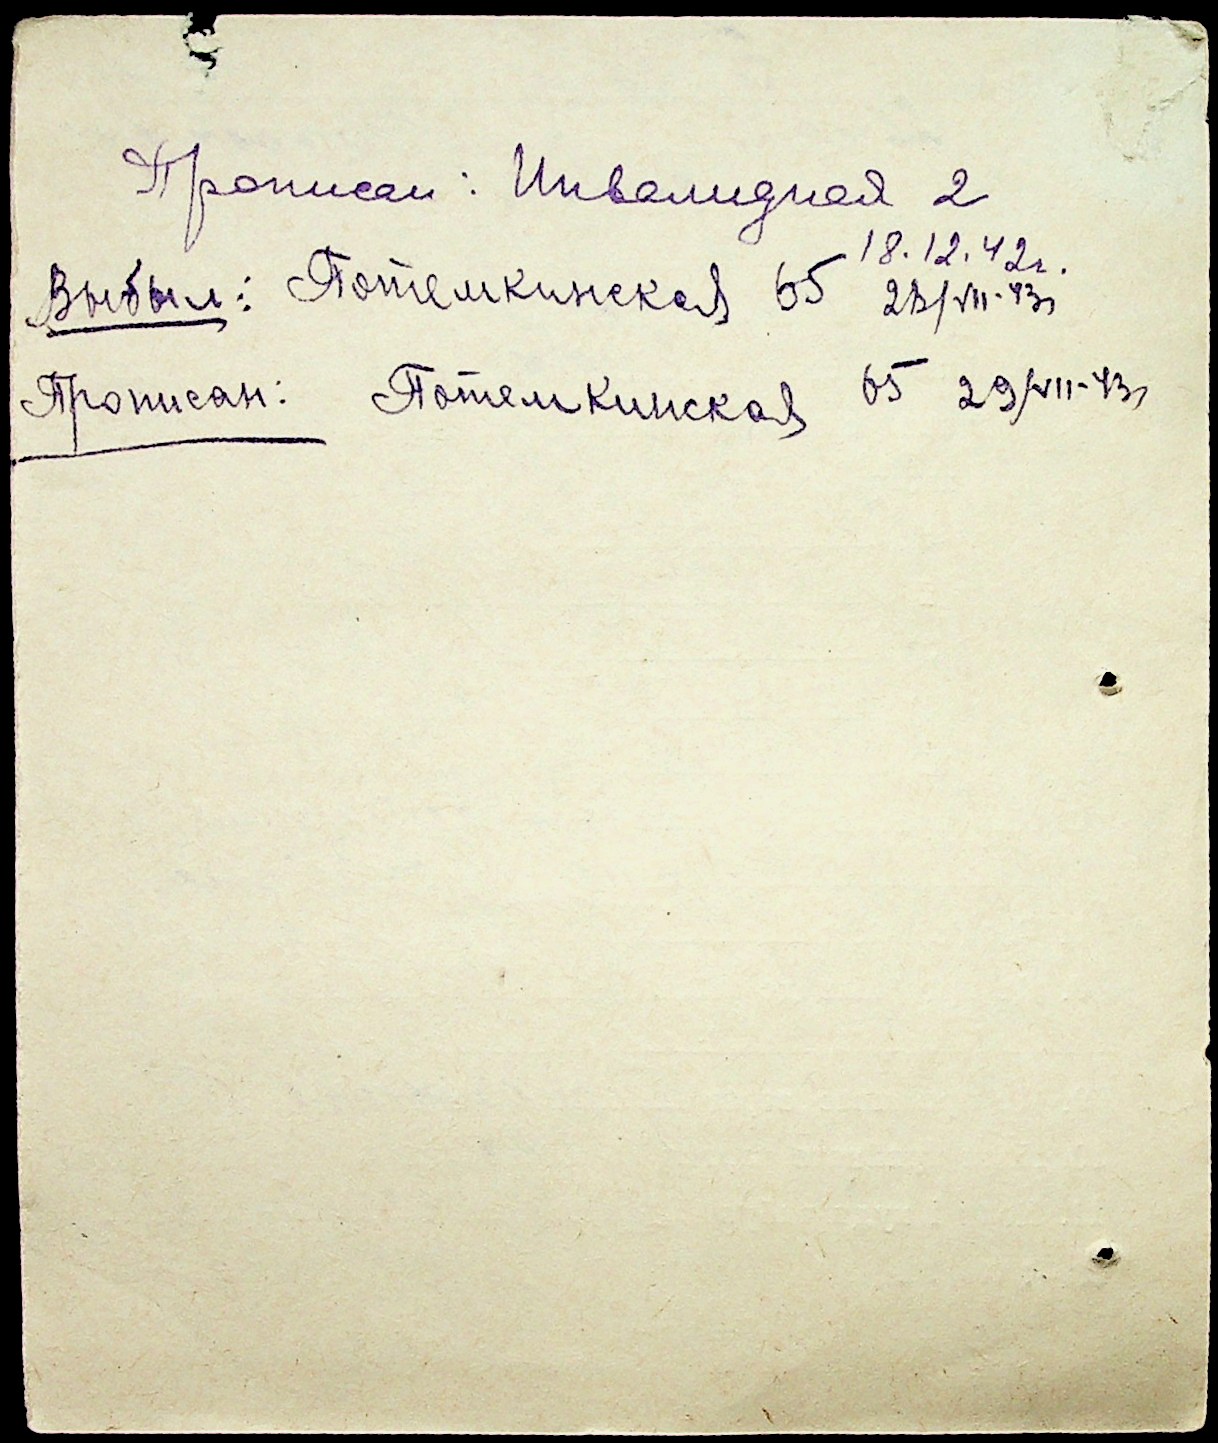 Прописан: Инвалидная 2
18.12.42г.
Выбыл: Потемкинская 65 28/VII-43г
Прописан: Потемкинская 65 29/VII-43г